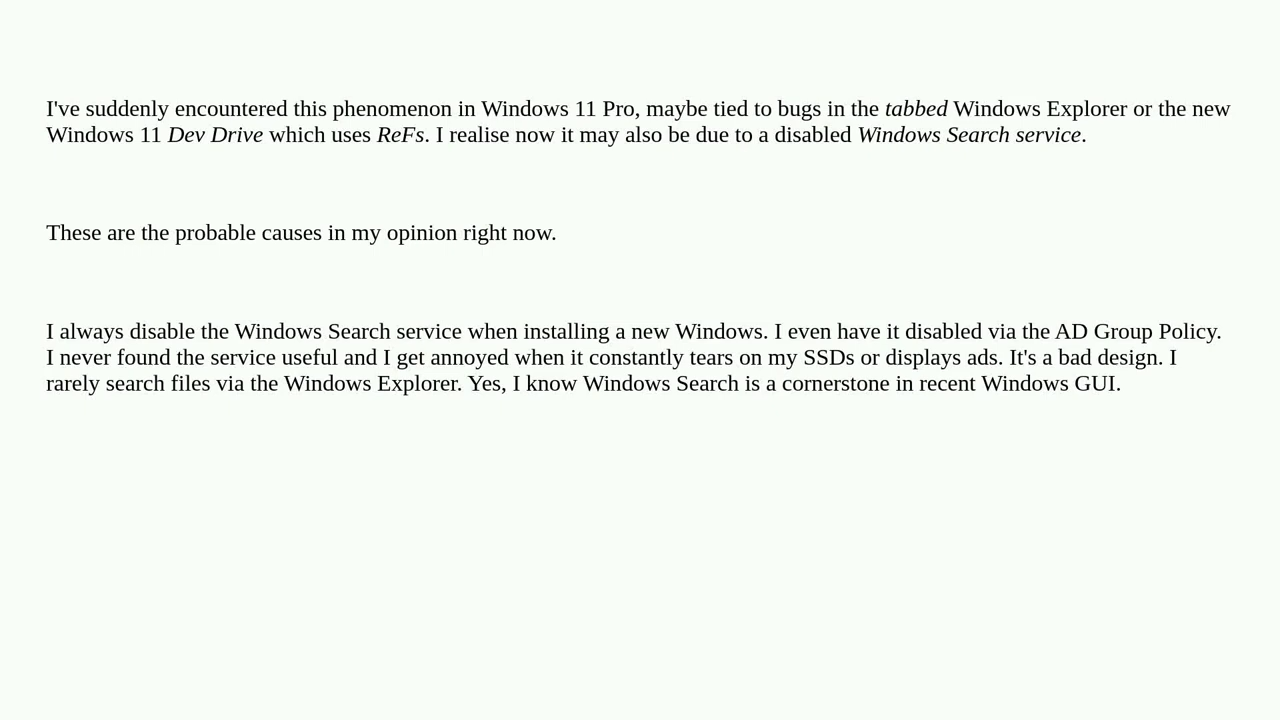 I've suddenly encountered this phenomenon in Windows 11 Pro, maybe tied to bugs in the tabbed Windows Explorer or the new
Windows 11 Dev Drive which uses ReFs. I realise now it may also be due to a disabled Windows Search service.
These are the probable causes in my opinion right now.
I always disable the Windows Search service when installing a new Windows. I even have it disabled via the AD Group Policy.
I never found the service useful and I get annoyed when it constantly tears on my SSDs or displays ads. It's a bad design. I
rarely search files via the Windows Explorer. Yes, I know Windows Search is a cornerstone in recent Windows GUI.